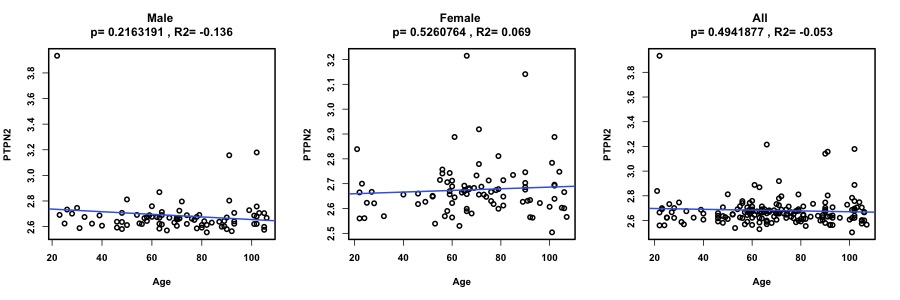 Male
p= 0.2163191 , R2= -0.136
PTPN2
3.8
3.6
3.4
3.2
3.0
2.8
2.6
20 40 60 80 100
Age
Female
p= 0.5260764 , R2= 0.069
PTPN2
3.2
3.1
3.0
2.9
2.8
2.7
2.6
2.5
20 40 60 80 100
Age
All
p= 0.4941877 , R2= -0.053
PTPN2
3.8
3.6
3.4
3.2
3.0
2.8
2.6
20 40 60 80 100
Age